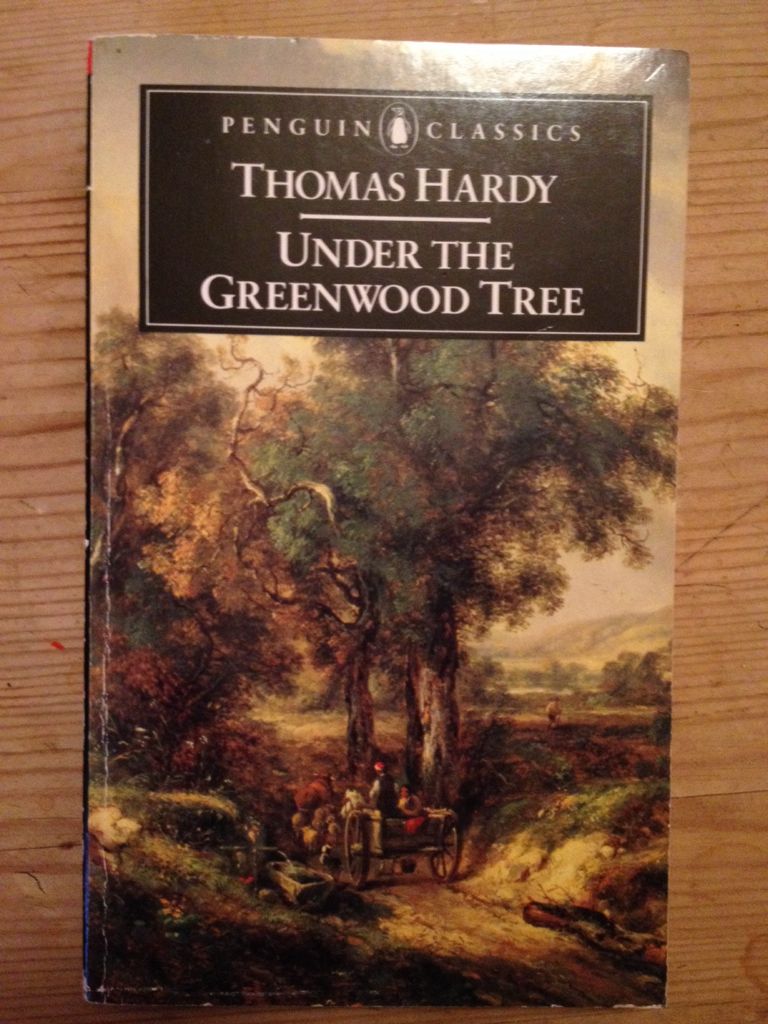 PENGUIN CLASSICS
THOMAS HARDY
UNDER THE
GREENWOOD TREE